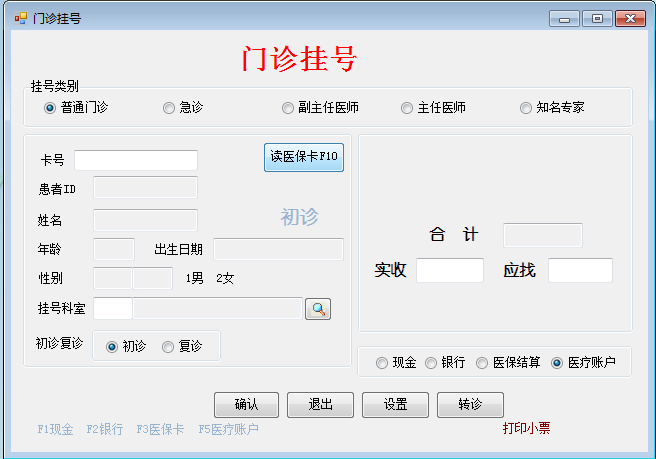 门诊挂号
门诊挂号
挂号类别
普通门诊 急诊 副主任医师 主任医师 知名专家
卡号 读医保卡F10
患者ID
姓名 初诊
年龄 出生日期
性别 1男 2女
挂号科室
初诊复诊 初诊 复诊
合 计
实收 应找
现金 银行 医保结算 医疗账户
确认 退出 设置 转诊
F1现金 F2银行 F3医保卡 F5医疗账户 打印小票